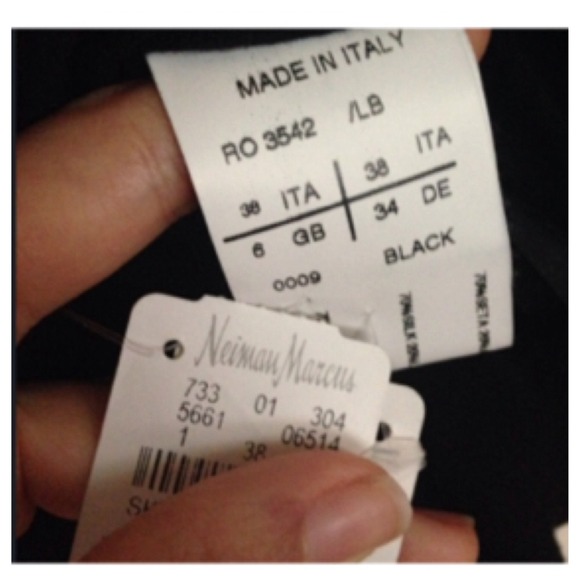 MADE IN ITALY
RO 3542 /LB
38 ITA 38 ITA
6 GB 34 DE
0009 BLACK
Neiman Marcus
733 01 304
5661 06514
1 38